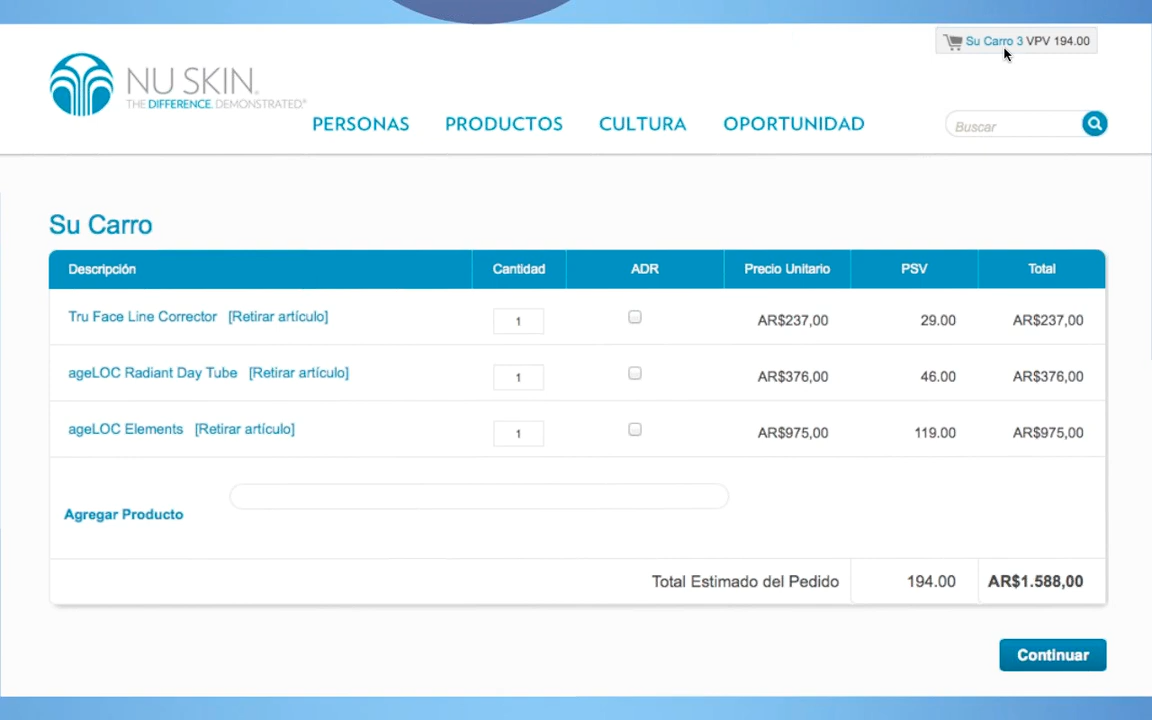 Su Carro 3 VPV 194.00
NU SKIN®
THE DIFFERENCE. DEMONSTRATED.®
PERSONAS PRODUCTOS CULTURA OPORTUNIDAD
Buscar
Su Carro
Descripción Cantidad ADR Precio Unitario PSV Total
Tru Face Line Corrector [Retirar artículo] 1 AR$237,00 29.00 AR$237,00
ageLOC Radiant Day Tube [Retirar artículo] 1 AR$376,00 46.00 AR$376,00
ageLOC Elements [Retirar artículo] 1 AR$975,00 119.00 AR$975,00
Agregar Producto
Total Estimado del Pedido 194.00 AR$1.588,00
Continuar